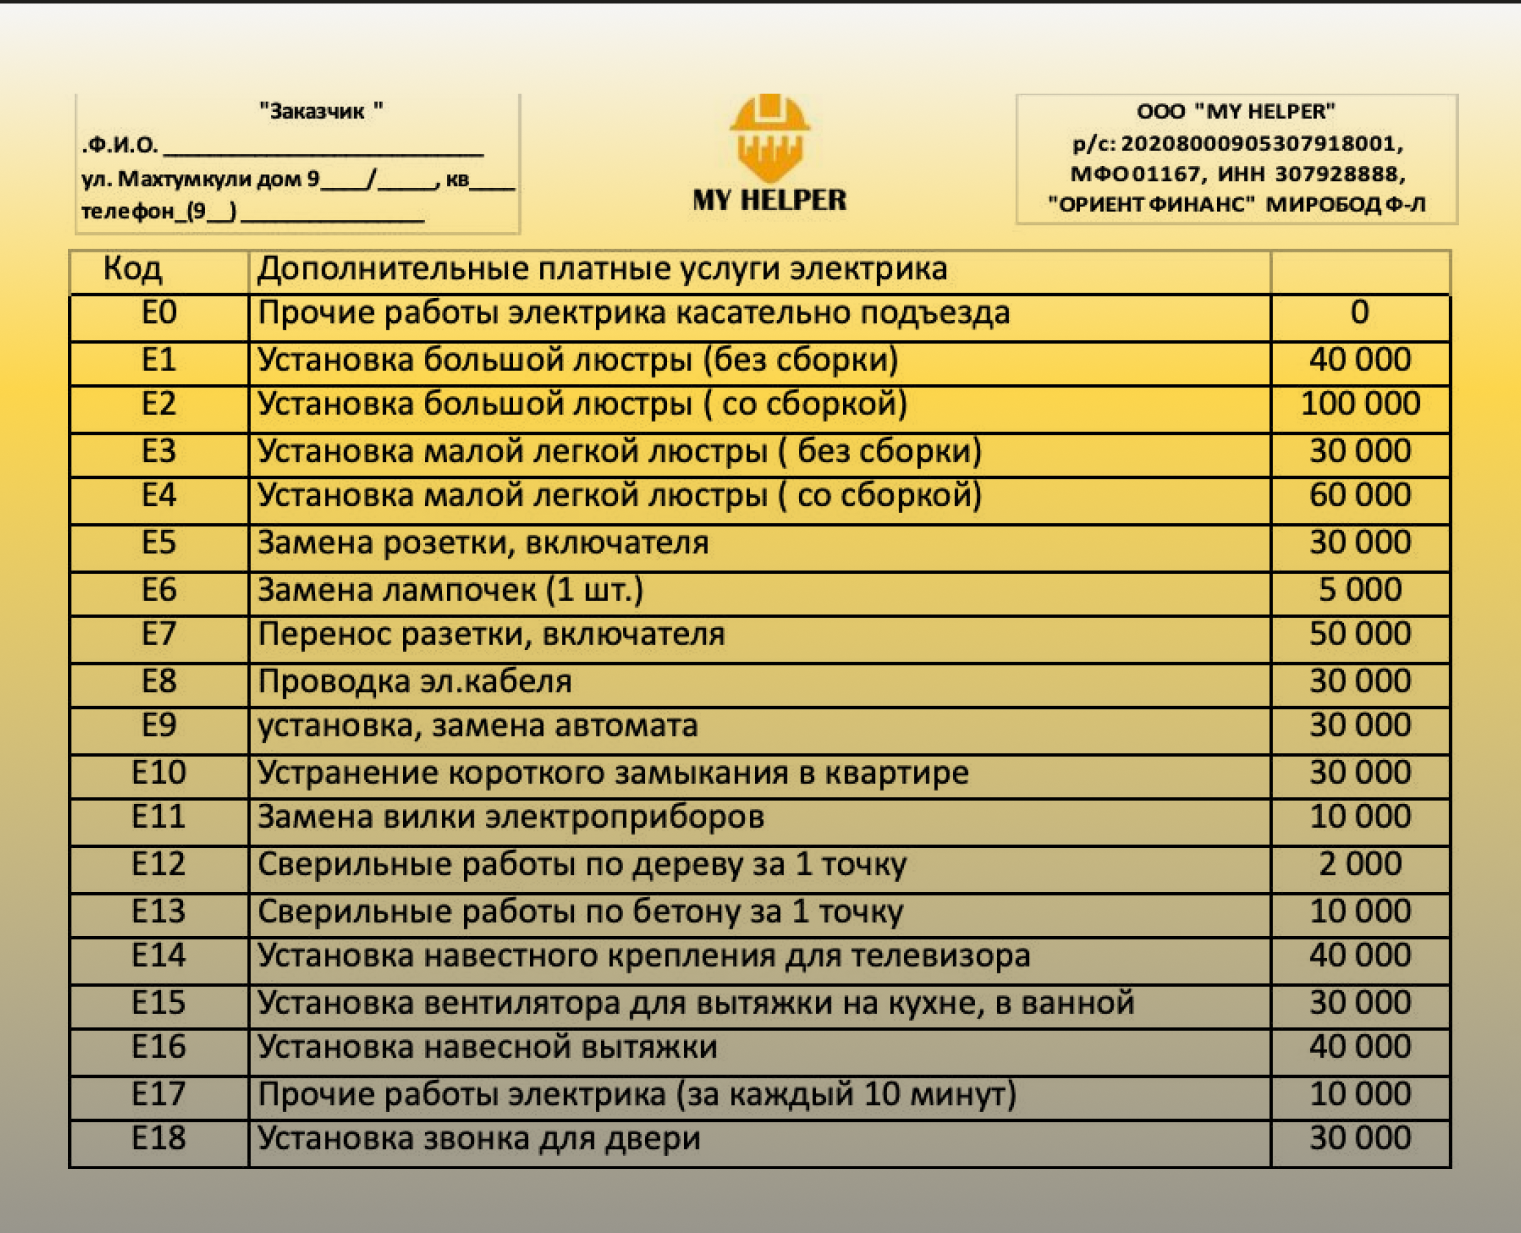 "Заказчик "
.Ф.И.О. __________________________
ул. Махтумкули дом 9____/_____, кв____
телефон_(9__) _______________
MY HELPER
ООО "MY HELPER"
р/с: 20208000905307918001,
МФО 01167, ИНН 307928888,
"ОРИЕНТ ФИНАНС" МИРОБОД Ф-Л
Код Дополнительные платные услуги электрика
E0 Прочие работы электрика касательно подъезда 0
E1 Установка большой люстры (без сборки) 40 000
E2 Установка большой люстры ( со сборкой) 100 000
E3 Установка малой легкой люстры ( без сборки) 30 000
E4 Установка малой легкой люстры ( со сборкой) 60 000
E5 Замена розетки, включателя 30 000
E6 Замена лампочек (1 шт.) 5 000
E7 Перенос разетки, включателя 50 000
E8 Проводка эл.кабеля 30 000
E9 установка, замена автомата 30 000
E10 Устранение короткого замыкания в квартире 30 000
E11 Замена вилки электроприборов 10 000
E12 Сверильные работы по дереву за 1 точку 2 000
E13 Сверильные работы по бетону за 1 точку 10 000
E14 Установка навестного крепления для телевизора 40 000
E15 Установка вентилятора для вытяжки на кухне, в ванной 30 000
E16 Установка навесной вытяжки 40 000
E17 Прочие работы электрика (за каждый 10 минут) 10 000
E18 Установка звонка для двери 30 000